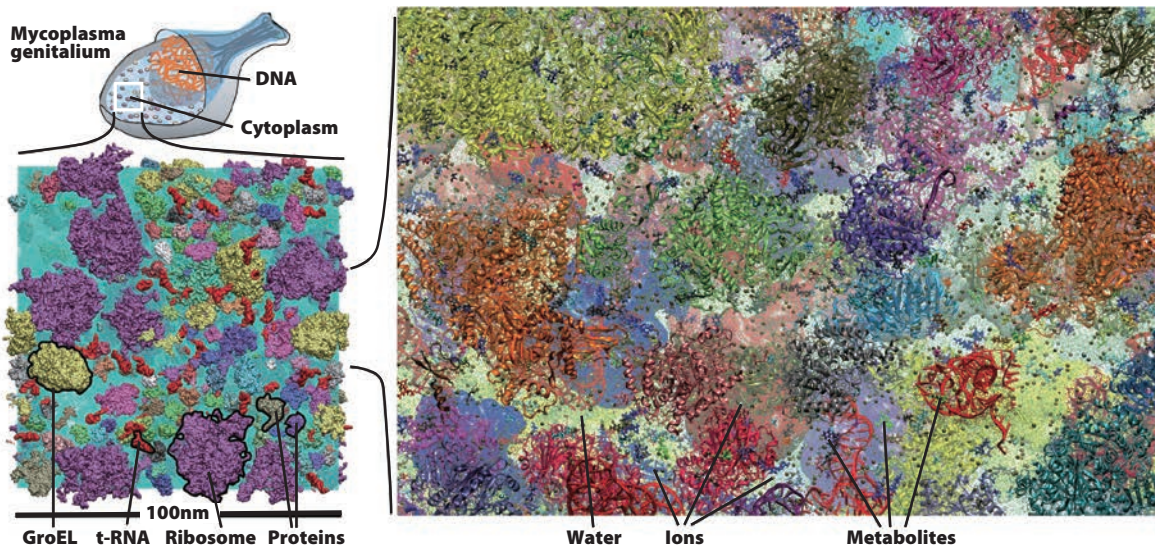 Mycoplasma
genitalium
DNA
Cytoplasm
100nm
GroEL t-RNA Ribosome Proteins
Water Ions Metabolites